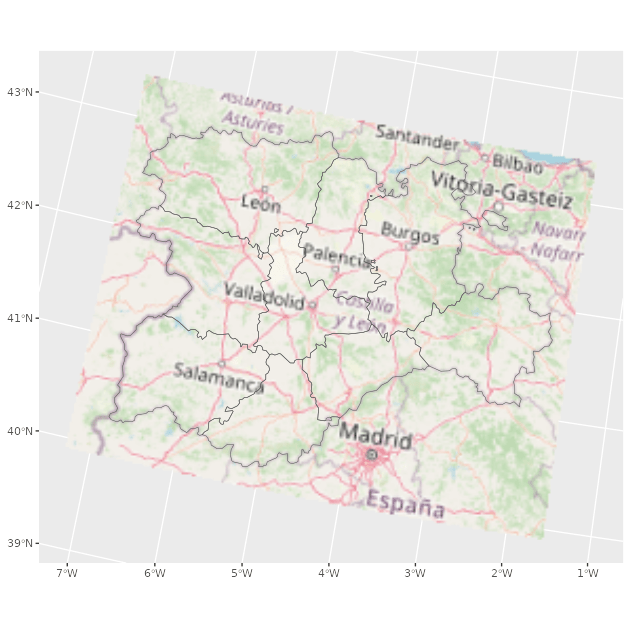 43°N
42°N
41°N
40°N
39°N
Asturias /
Asturies
Santander
Bilbao
Vitoria-Gasteiz
León
Burgos
Navarr
- Nafarr
Palencia
Valladolid
Castilla
y León
Salamanca
Madrid
España
7°W
6°W
5°W
4°W
3°W
2°W
1°W